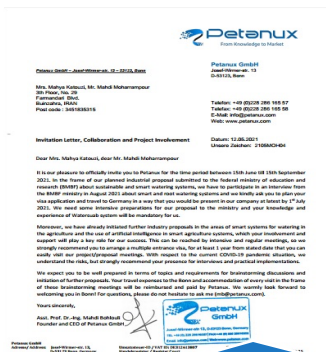 Petanux
From Knowledge to Market
Petanux GmbH
Josef-Wirmer-str. 13
D-53123, Bonn
Petanux GmbH – Josef-Wirmer-str. 13 – 53123, Bonn
Mrs. Mahya Katouzi, Mr. Mahdi Mohammadpour
3th Floor, No. 29
Farmandari Blvd.
Buinzahra, IRAN
Post code : 3451835315
Telefon: +49 (0)228 286 165 57
Telefax: +49 (0)228 286 165 58
E-Mail: info@petanux.com
Web: www.petanux.com
Invitation Letter, Collaboration and Project Involvement
Datum: 12.05.2021
Unsere Zeichen: 2105MCH04
Dear Mrs. Mahya Katouzi, dear Mr. Mahdi Mohammadpour
It is our pleasure to officially invite you to Petanux for the time period between 15th June till 15th September
2021. In the frame of our planned industrial proposal submitted to the federal ministry of education and
research (BMBF) about sustainable and smart watering systems, we have to participate in an interview from
the BMBF ministry in August 2021 about smart and root watering systems and we kindly ask you to plan your
visa application and travel to Germany in a way that you would be present in our company at latest by 1st July
2021. We need some intensive preparations for our proposal to the ministry and your knowledge and
experience of Watersuab system will be mandatory for us.
Moreover, we have already initiated further industry proposals in the areas of smart systems for watering in
the agriculture and the use of artificial intelligence in smart agriculture systems, which your involvement and
support will play a key role for our success. This can be reached by intensive and regular meetings, so we
strongly recommend you to arrange a multiple entrance visa, for at least 1 year from stated date that you can
easily visit our project/proposal meetings. With respect to the current COVID-19 pandemic situation, we
understand the risks, but strongly recommend your presence for interviews and practical implementations.
We expect you to be well prepared in terms of topics and requirements for brainstorming discussions and
initiation of further proposals. Your travel expenses to the Bonn and accommodation of every visit in the frame
of these brainstorming meetings will be reimbursed and paid by Petanux. We warmly look forward to
welcoming you in Bonn! For questions, please do not hesitate to ask me (mb@petanux.com).
Yours sincerely,
Asst. Prof. Dr.-Ing. Mahdi Bohlouli
Founder and CEO of Petanux GmbH
Petanux
GmbH
Petanux GmbH